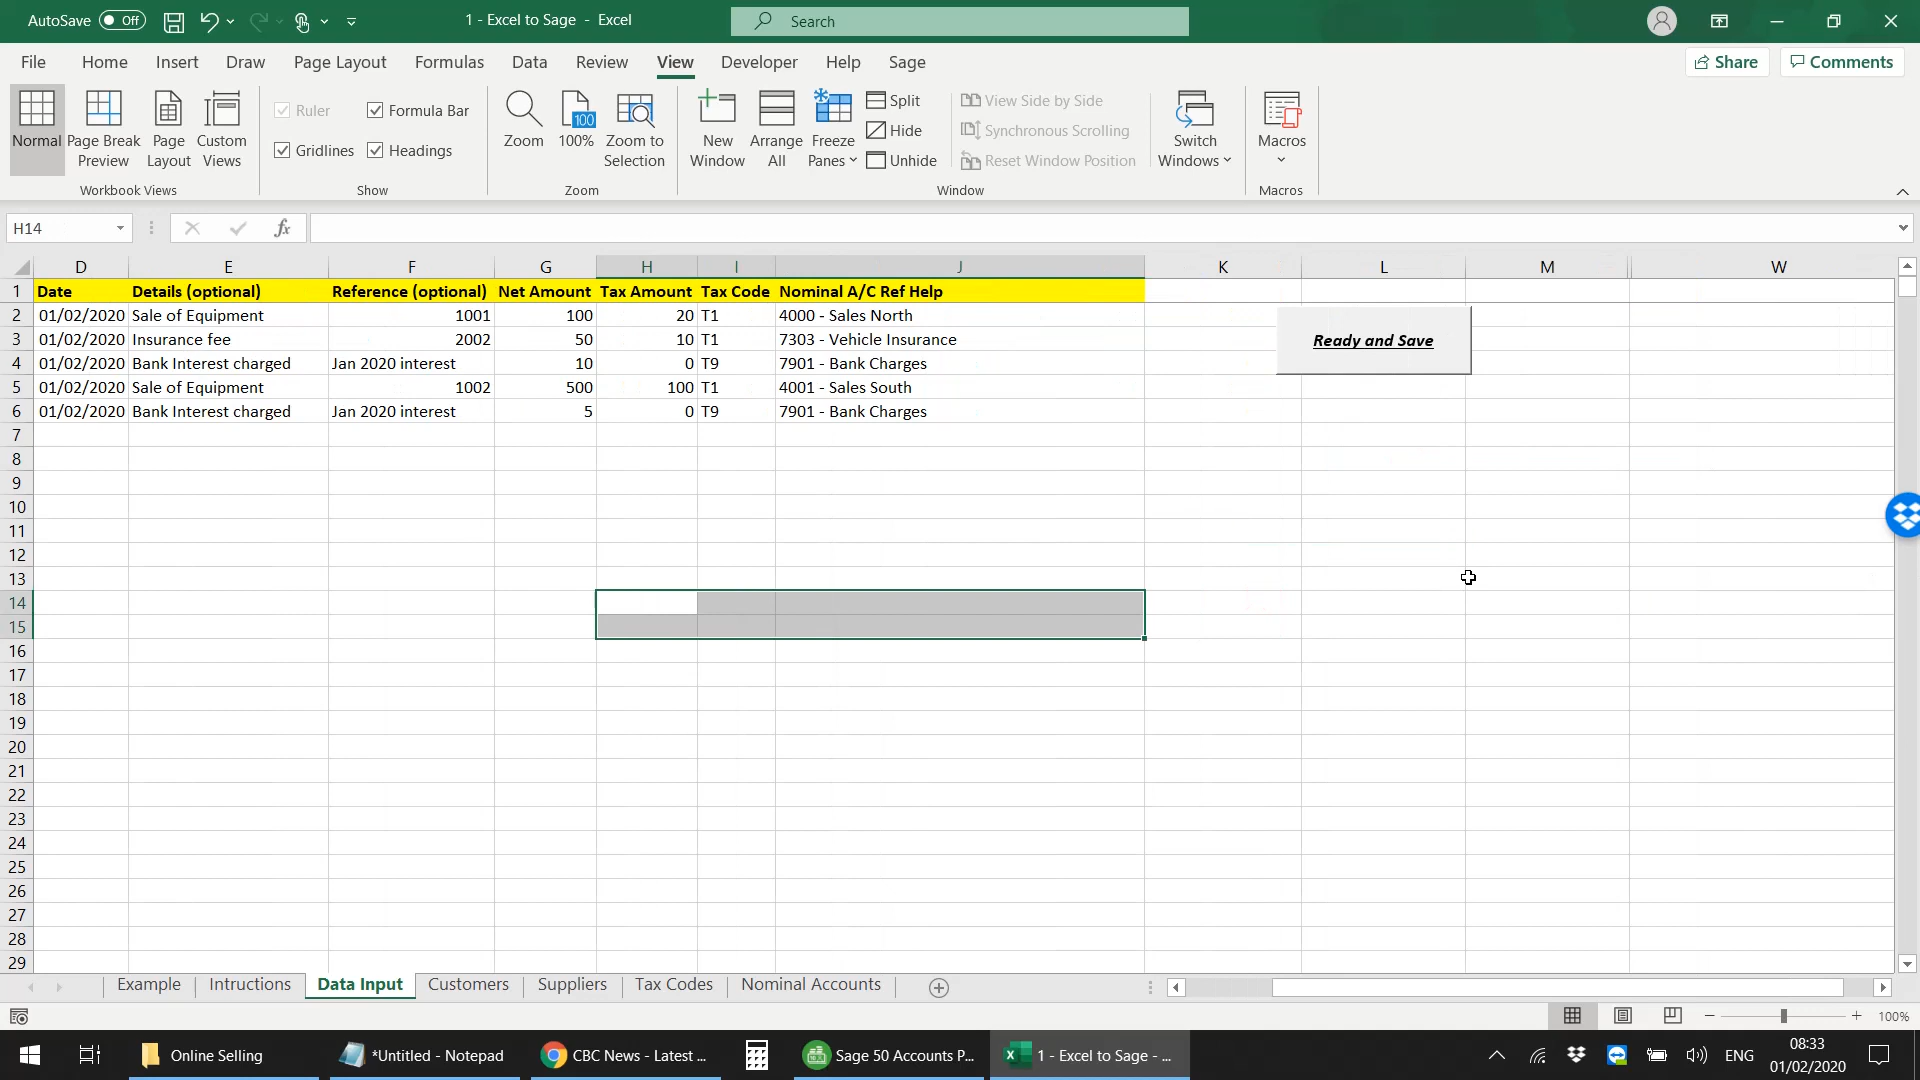 AutoSave Off 1 - Excel to Sage - Excel Search
File Home Insert Draw Page Layout Formulas Data Review View Developer Help Sage Share Comments
Normal Page Break Preview Page Layout Custom Views
Workbook Views
Ruler Formula Bar
Gridlines Headings
Show
Zoom 100 100% Zoom to Selection
Zoom
New Window Arrange All Freeze Panes
Split
Hide
Unhide
View Side by Side
Synchronous Scrolling
Reset Window Position
Switch Windows
Window
Macros
Macros
H14 fx
D E F G H I J K L M W
1 Date Details (optional) Reference (optional) Net Amount Tax Amount Tax Code Nominal A/C Ref Help
2 01/02/2020 Sale of Equipment 1001 100 20 T1 4000 - Sales North
3 01/02/2020 Insurance fee 2002 50 10 T1 7303 - Vehicle Insurance
4 01/02/2020 Bank Interest charged Jan 2020 interest 10 0 T9 7901 - Bank Charges
5 01/02/2020 Sale of Equipment 1002 500 100 T1 4001 - Sales South
6 01/02/2020 Bank Interest charged Jan 2020 interest 5 0 T9 7901 - Bank Charges
Ready and Save
7
8
9
10
11
12
13
14
15
16
17
18
19
20
21
22
23
24
25
26
27
28
29
Example Intructions Data Input Customers Suppliers Tax Codes Nominal Accounts
100%
Online Selling *Untitled - Notepad CBC News - Latest ... Sage 50 Accounts P... 1 - Excel to Sage - ... ENG 08:33
01/02/2020